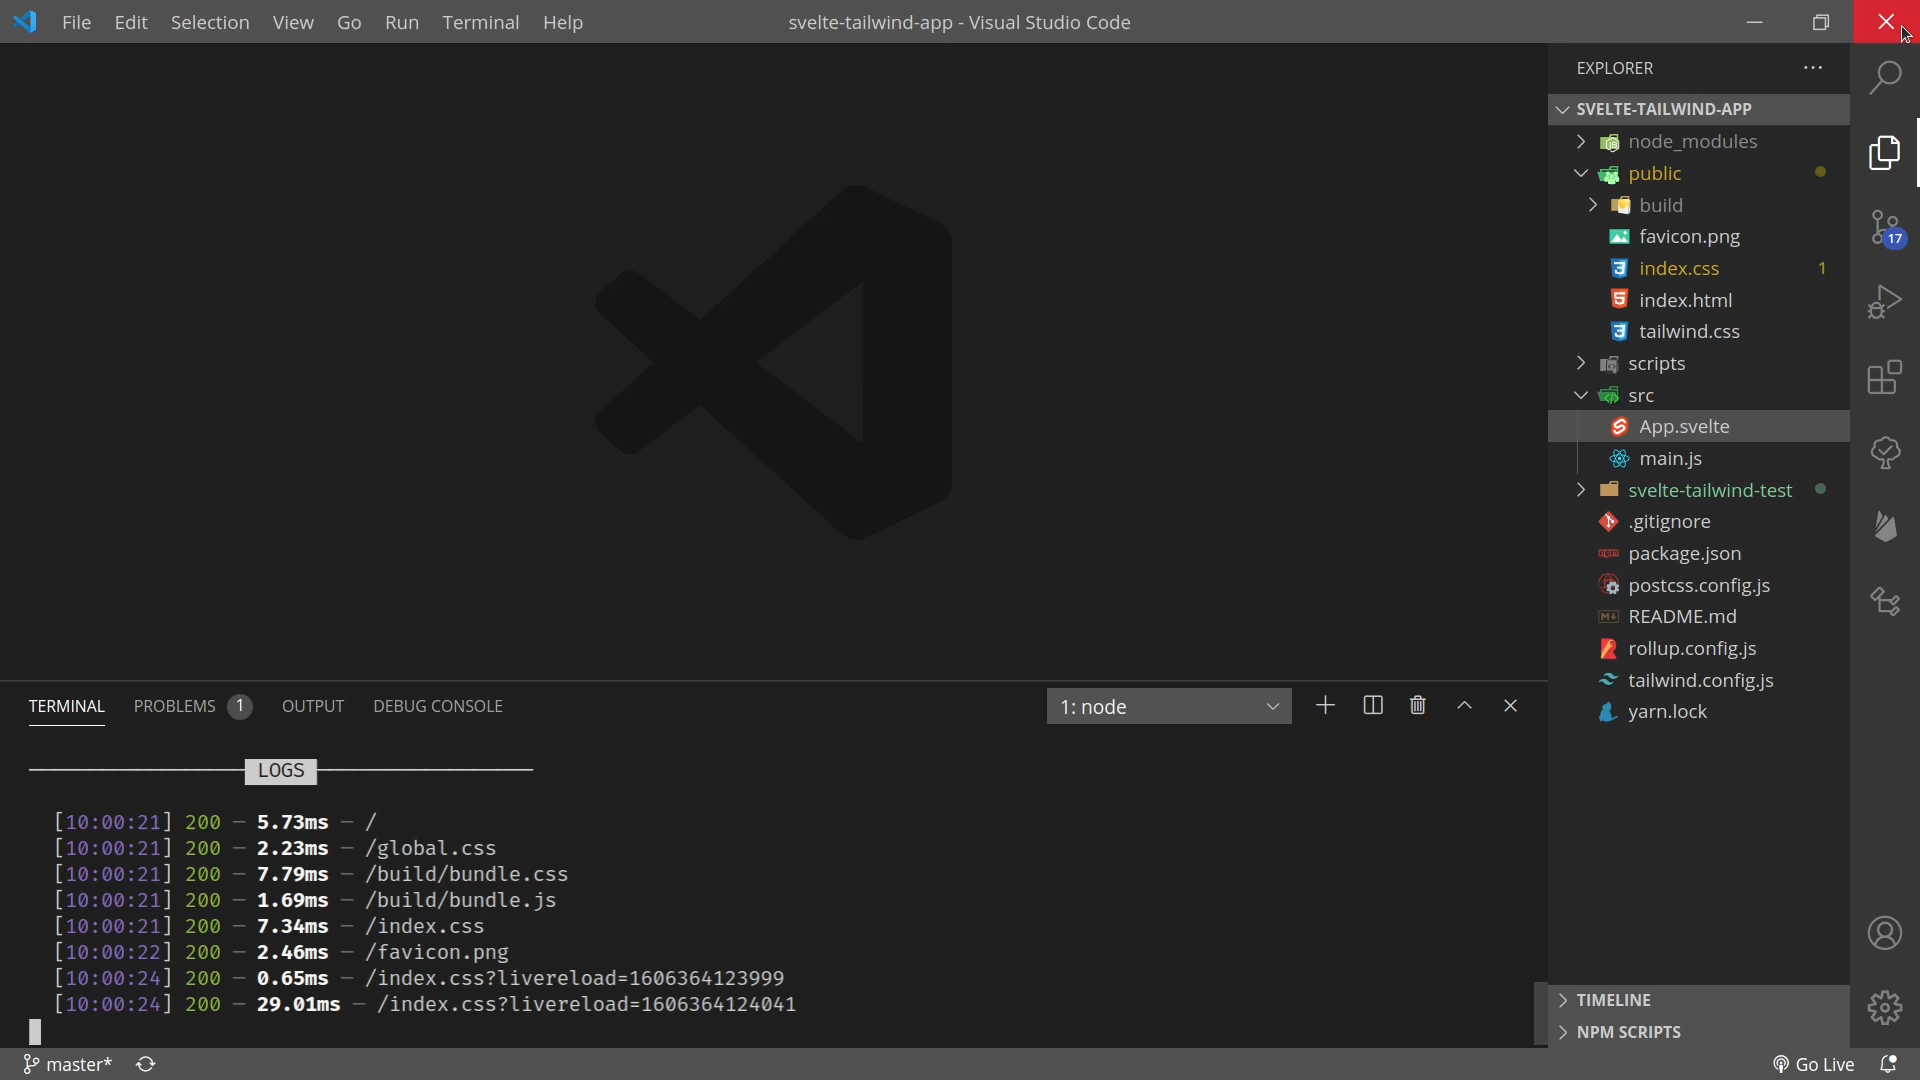 File Edit Selection View Go Run Terminal Help
svelte-tailwind-app - Visual Studio Code
EXPLORER
SVELTE-TAILWIND-APP
node_modules
public
build
favicon.png
index.css 1
index.html
tailwind.css
scripts
src
App.svelte
main.js
svelte-tailwind-test
.gitignore
package.json
postcss.config.js
README.md
rollup.config.js
tailwind.config.js
yarn.lock
TIMELINE
NPM SCRIPTS
17
TERMINAL PROBLEMS 1 OUTPUT DEBUG CONSOLE
1: node
LOGS
[10:00:21] 200 — 5.73ms — /
[10:00:21] 200 — 2.23ms — /global.css
[10:00:21] 200 — 7.79ms — /build/bundle.css
[10:00:21] 200 — 1.69ms — /build/bundle.js
[10:00:21] 200 — 7.34ms — /index.css
[10:00:22] 200 — 2.46ms — /favicon.png
[10:00:24] 200 — 0.65ms — /index.css?livereload=1606364123999
[10:00:24] 200 — 29.01ms — /index.css?livereload=1606364124041
master*
Go Live